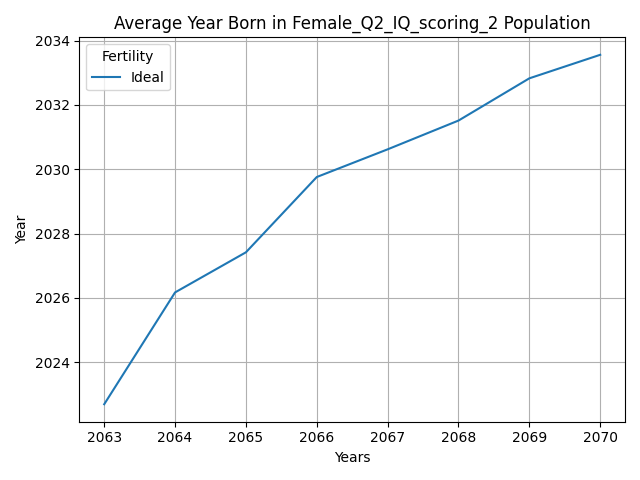 Average Year Born in Female_Q2_IQ_scoring_2 Population
Fertility
Ideal
Year
2034
2032
2030
2028
2026
2024
2063 2064 2065 2066 2067 2068 2069 2070
Years